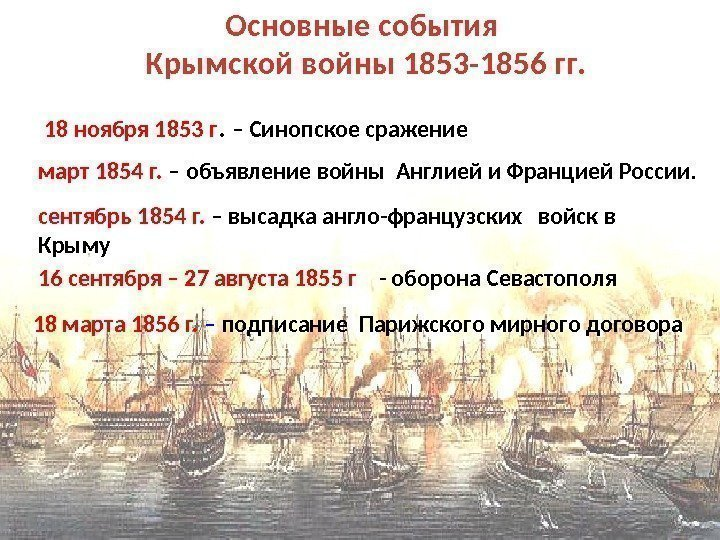 Основные события
Крымской войны 1853-1856 гг.
18 ноября 1853 г. – Синопское сражение
март 1854 г. – объявление войны Англией и Францией России.
сентябрь 1854 г. – высадка англо-французских войск в
Крыму
16 сентября – 27 августа 1855 г - оборона Севастополя
18 марта 1856 г. – подписание Парижского мирного договора